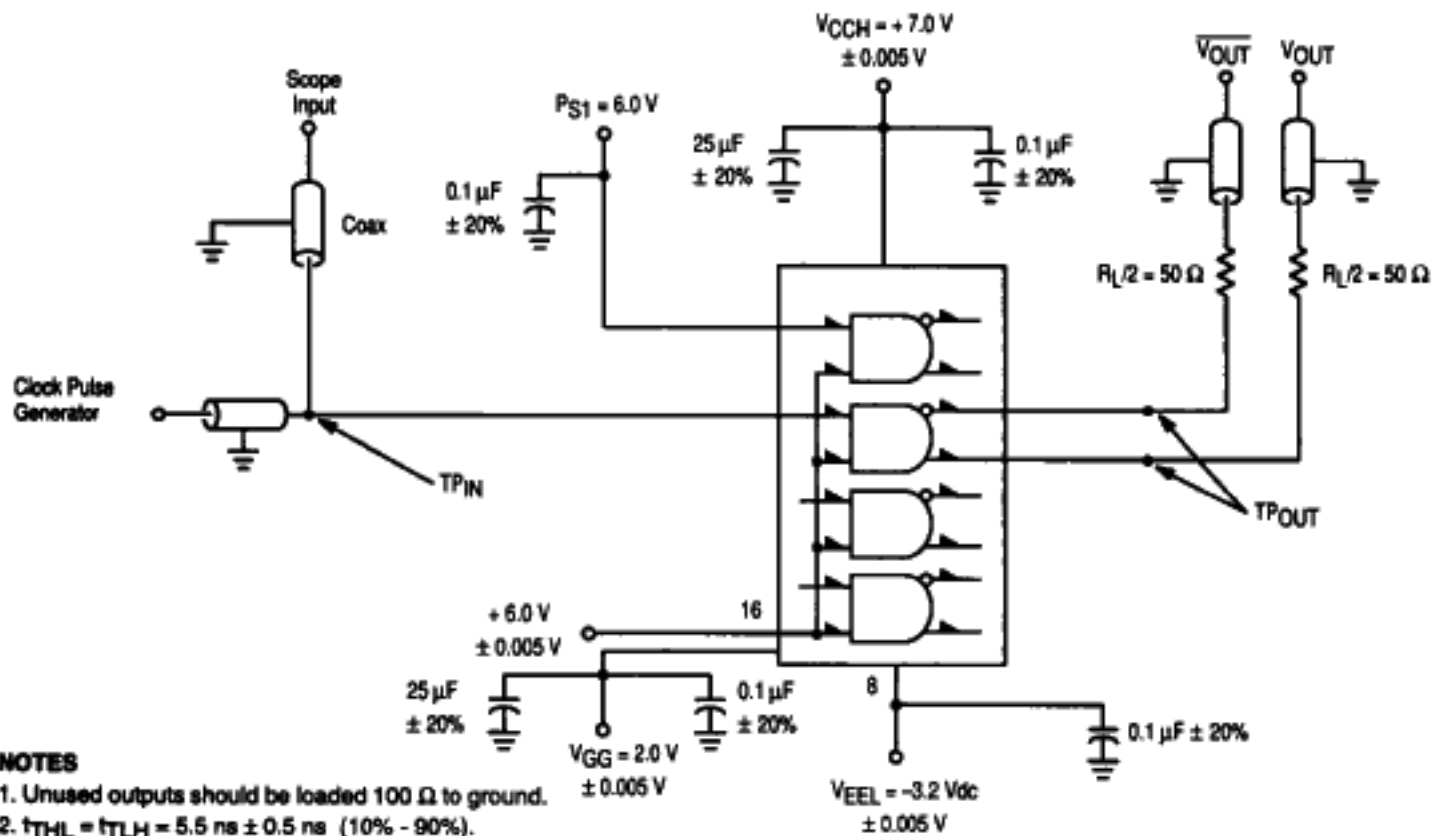 VCCH = + 7.0 V
± 0.005 V
VOUT
VOUT
Scope
Input
PS1 = 6.0 V
25 µF
± 20%
0.1 µF
± 20%
0.1 µF
± 20%
Coax
RL/2 = 50 Ω
RL/2 = 50 Ω
Clock Pulse
Generator
TPIN
TPOUT
+ 6.0 V
± 0.005 V
16
25 µF
± 20%
0.1 µF
± 20%
8
0.1 µF ± 20%
VGG = 2.0 V
± 0.005 V
VEEL = –3.2 Vdc
± 0.005 V
NOTES
1. Unused outputs should be loaded 100 Ω to ground.
2. tTHL = tTLH = 5.5 ns ± 0.5 ns (10% - 90%).